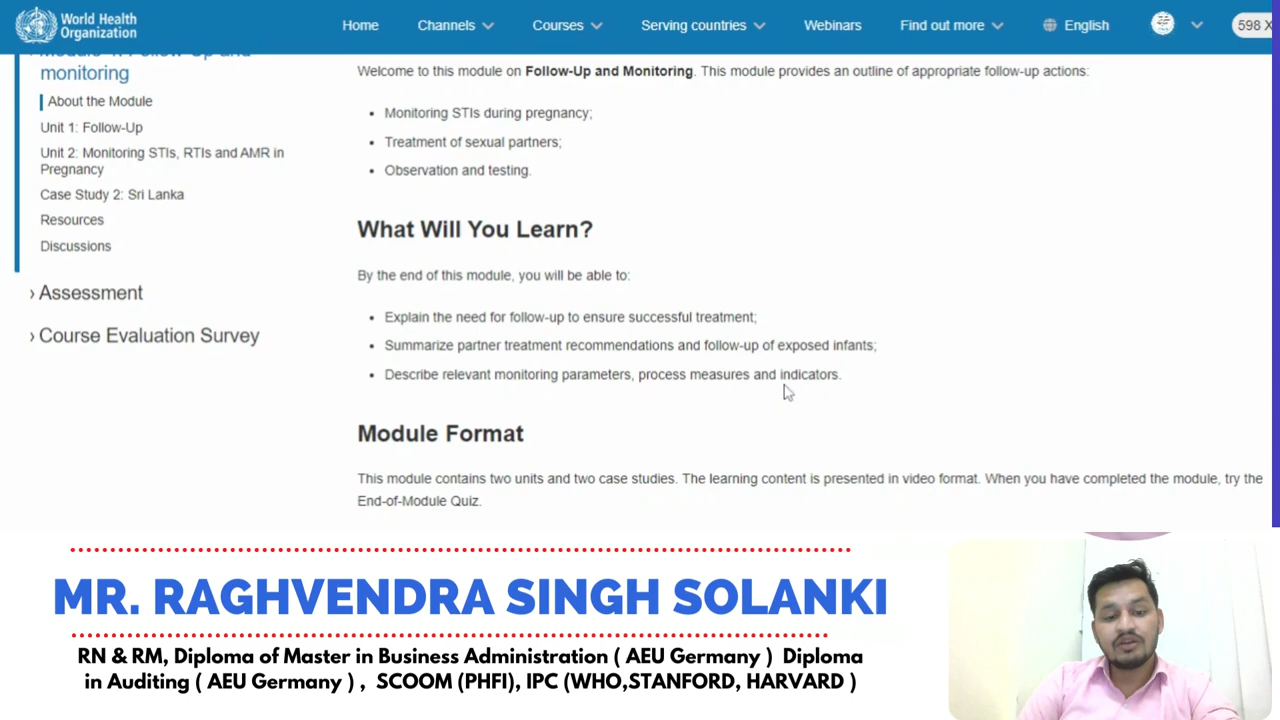 World Health
Organization
Home
Channels
Courses
Serving countries
Webinars
Find out more
English
598 X
monitoring
About the Module
Unit 1: Follow-Up
Unit 2: Monitoring STIs, RTIs and AMR in
Pregnancy
Case Study 2: Sri Lanka
Resources
Discussions
› Assessment
› Course Evaluation Survey
Welcome to this module on Follow-Up and Monitoring. This module provides an outline of appropriate follow-up actions:
• Monitoring STIs during pregnancy;
• Treatment of sexual partners;
• Observation and testing.
What Will You Learn?
By the end of this module, you will be able to:
• Explain the need for follow-up to ensure successful treatment;
• Summarize partner treatment recommendations and follow-up of exposed infants;
• Describe relevant monitoring parameters, process measures and indicators.
Module Format
This module contains two units and two case studies. The learning content is presented in video format. When you have completed the module, try the
End-of-Module Quiz.
MR. RAGHVENDRA SINGH SOLANKI
RN & RM, Diploma of Master in Business Administration ( AEU Germany ) Diploma
in Auditing ( AEU Germany ) , SCOOM (PHFI), IPC (WHO,STANFORD, HARVARD )